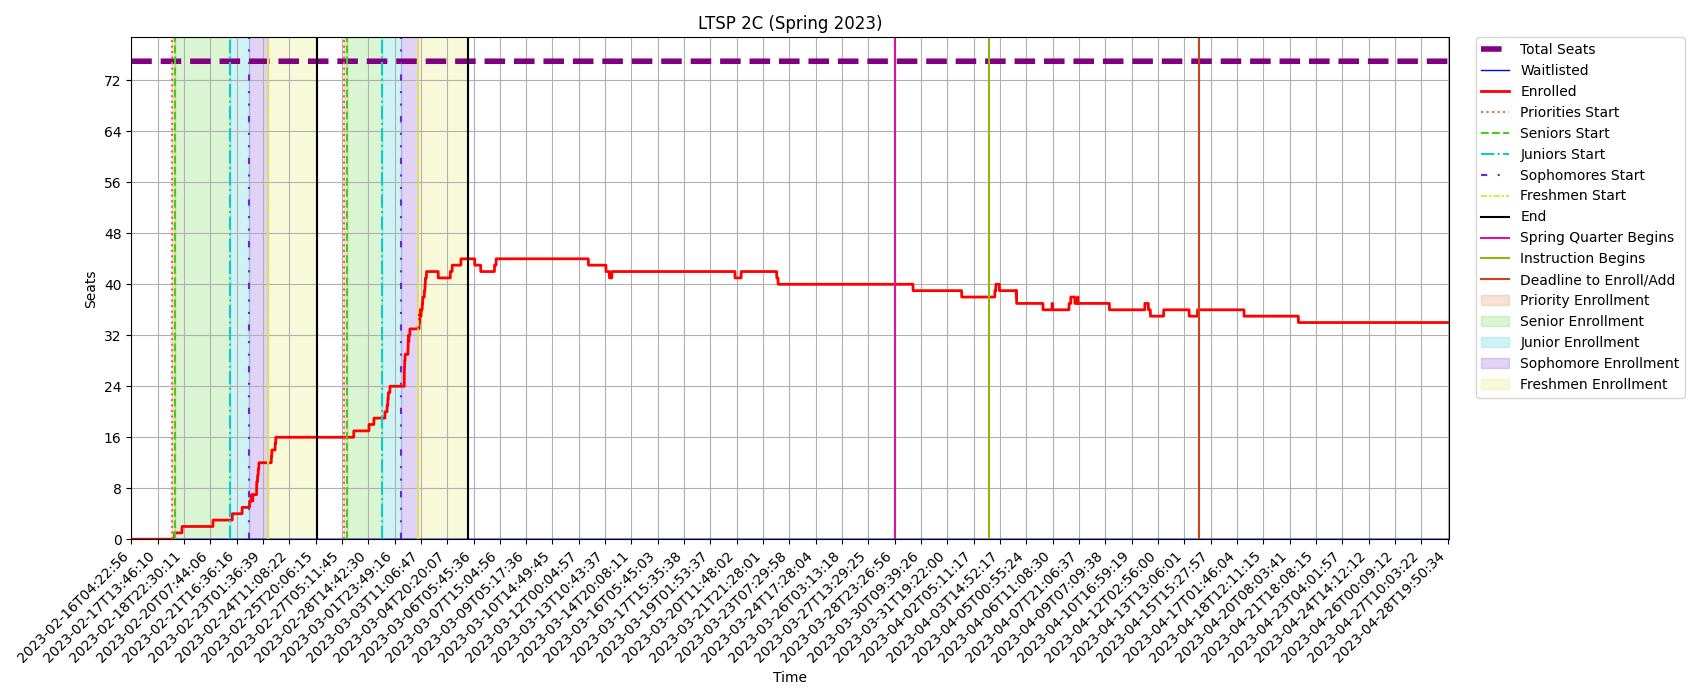 LTSP 2C (Spring 2023)
Total Seats
Waitlisted
Enrolled
Priorities Start
Seniors Start
Juniors Start
Sophomores Start
Freshmen Start
End
Spring Quarter Begins
Instruction Begins
Deadline to Enroll/Add
Priority Enrollment
Senior Enrollment
Junior Enrollment
Sophomore Enrollment
Freshmen Enrollment
Seats
72
64
56
48
40
32
24
16
8
0
2023-02-16T04:22:56
2023-02-17T13:46:10
2023-02-18T22:30:11
2023-02-20T07:44:06
2023-02-21T16:36:16
2023-02-23T01:36:39
2023-02-24T11:08:22
2023-02-25T20:06:15
2023-02-27T05:11:45
2023-02-28T14:42:30
2023-03-01T23:49:16
2023-03-03T11:06:47
2023-03-04T20:20:07
2023-03-06T05:45:36
2023-03-07T15:04:56
2023-03-09T05:17:36
2023-03-10T14:49:45
2023-03-12T00:04:57
2023-03-13T10:43:37
2023-03-14T20:08:11
2023-03-16T05:45:03
2023-03-17T15:35:38
2023-03-19T01:53:37
2023-03-20T11:48:02
2023-03-21T21:28:01
2023-03-23T07:29:58
2023-03-24T17:28:04
2023-03-26T03:13:18
2023-03-27T13:29:25
2023-03-28T23:26:56
2023-03-30T09:39:26
2023-03-31T19:22:00
2023-04-02T05:11:17
2023-04-03T14:52:17
2023-04-05T00:55:24
2023-04-06T11:08:30
2023-04-07T21:06:37
2023-04-09T07:09:38
2023-04-10T16:59:19
2023-04-12T02:56:00
2023-04-13T13:06:01
2023-04-15T15:27:57
2023-04-17T01:46:04
2023-04-18T12:11:15
2023-04-20T08:03:41
2023-04-21T18:08:15
2023-04-23T04:01:57
2023-04-24T14:12:12
2023-04-26T00:09:12
2023-04-27T10:03:22
2023-04-28T19:50:34
Time